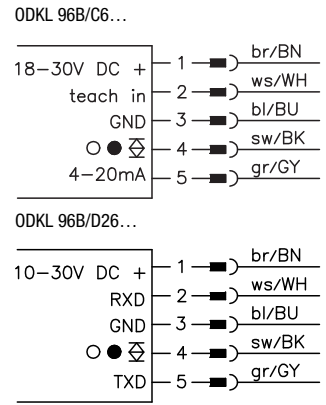 ODKL 96B/C6...
18-30V DC + 1 br/BN
teach in 2 ws/WH
GND 3 bl/BU
4 sw/BK
4-20mA 5 gr/GY
ODKL 96B/D26...
10-30V DC + 1 br/BN
RXD 2 ws/WH
GND 3 bl/BU
4 sw/BK
TXD 5 gr/GY